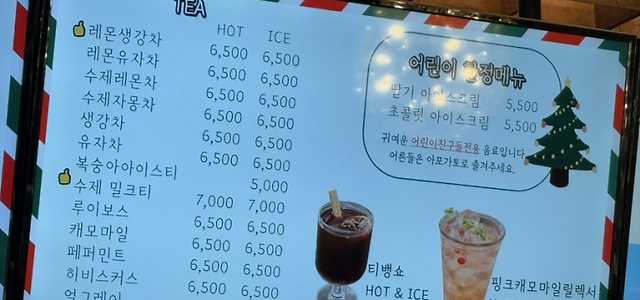 TEA
HOT ICE
레몬생강차 6,500 6,500
레몬유자차 6,500 6,500
수제레몬차 6,500 6,500
수제자몽차 6,500 6,500
생강차 6,500 6,500
유자차 6,500 6,500
복숭아아이스티 5,000
수제 밀크티 7,000 7,000
루이보스 6,500 6,500
캐모마일 6,500 6,500
페퍼민트 6,500 6,500
히비스커스 6,500 6,500
얼그레이
어린이 한정메뉴
딸기 아이스크림 5,500
초콜릿 아이스크림 5,500
귀여운 어린이친구들전용 음료입니다
어른들은 아포가토로 즐겨주세요.
티뱅쇼
HOT & ICE
핑크캐모마일릴렉서